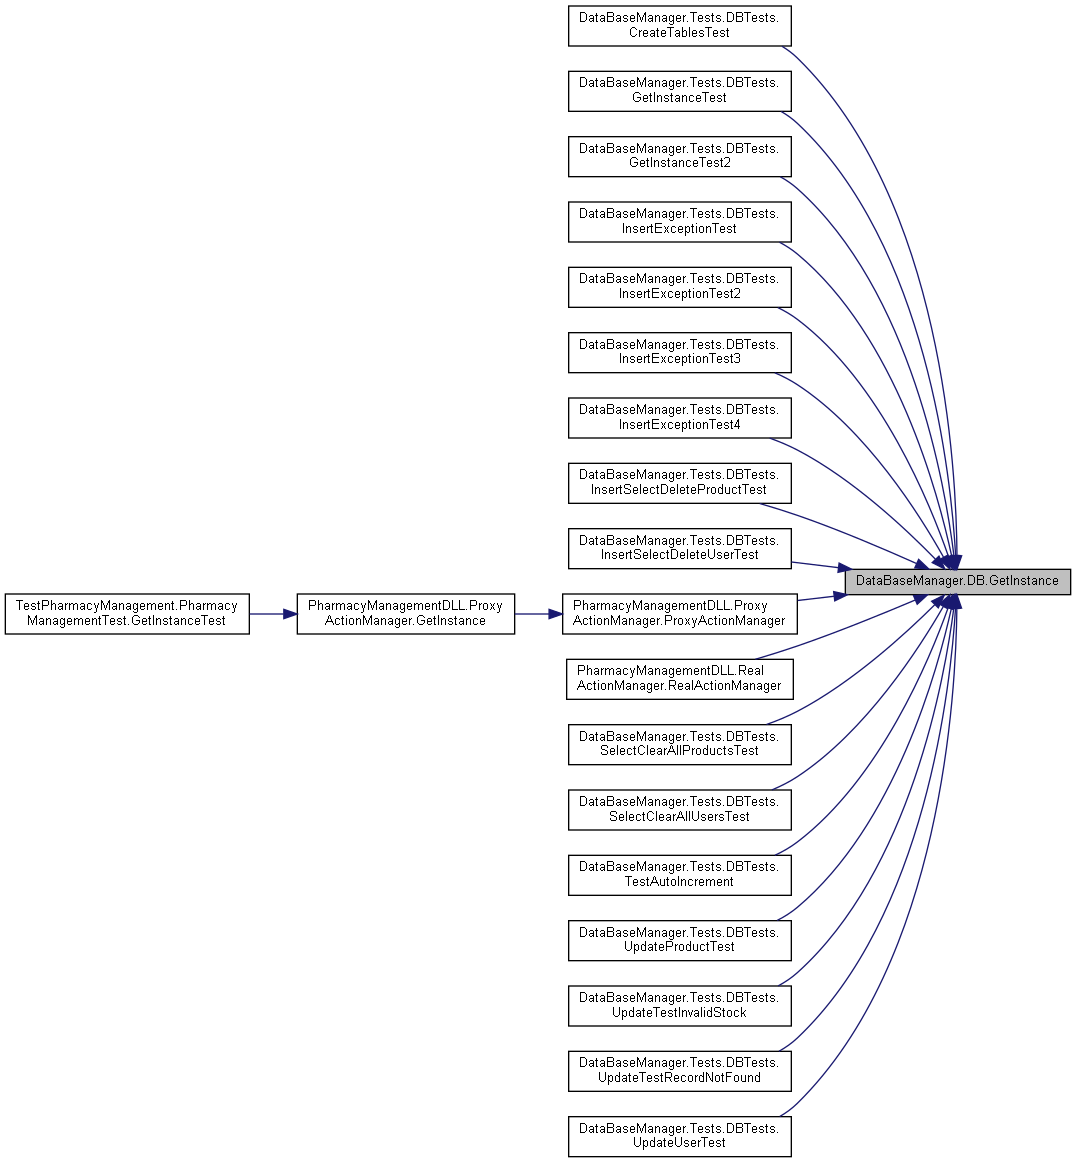 DataBaseManager.Tests.DBTests.
CreateTablesTest
DataBaseManager.Tests.DBTests.
GetInstanceTest
DataBaseManager.Tests.DBTests.
GetInstanceTest2
DataBaseManager.Tests.DBTests.
InsertExceptionTest
DataBaseManager.Tests.DBTests.
InsertExceptionTest2
DataBaseManager.Tests.DBTests.
InsertExceptionTest3
DataBaseManager.Tests.DBTests.
InsertExceptionTest4
DataBaseManager.Tests.DBTests.
InsertSelectDeleteProductTest
DataBaseManager.Tests.DBTests.
InsertSelectDeleteUserTest
DataBaseManager.DB.GetInstance
TestPharmacyManagement.Pharmacy
ManagementTest.GetInstanceTest
PharmacyManagementDLL.Proxy
ActionManager.GetInstance
PharmacyManagementDLL.Proxy
ActionManager.ProxyActionManager
PharmacyManagementDLL.Real
ActionManager.RealActionManager
DataBaseManager.Tests.DBTests.
SelectClearAllProductsTest
DataBaseManager.Tests.DBTests.
SelectClearAllUsersTest
DataBaseManager.Tests.DBTests.
TestAutoIncrement
DataBaseManager.Tests.DBTests.
UpdateProductTest
DataBaseManager.Tests.DBTests.
UpdateTestInvalidStock
DataBaseManager.Tests.DBTests.
UpdateTestRecordNotFound
DataBaseManager.Tests.DBTests.
UpdateUserTest